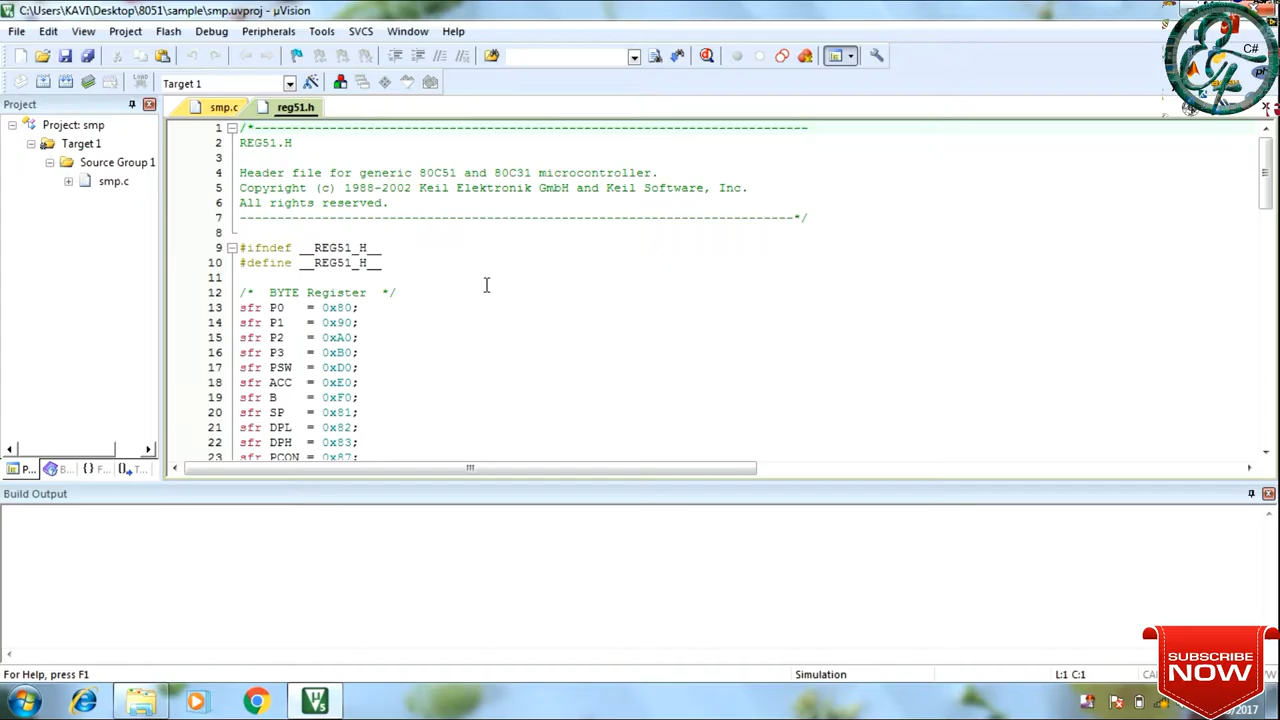 C:\Users\KAVI\Desktop\8051\sample\smp.uvproj - µVision
File Edit View Project Flash Debug Peripherals Tools SVCS Window Help
LOAD
Target 1
C#
Project
smp.c
reg51.h
Project: smp
Target 1
Source Group 1
smp.c
1 /*---------------------------------------------------------------------------
2 REG51.H
3
4 Header file for generic 80C51 and 80C31 microcontroller.
5 Copyright (c) 1988-2002 Keil Elektronik GmbH and Keil Software, Inc.
6 All rights reserved.
7 ---------------------------------------------------------------------------*/
8
9 #ifndef __REG51_H__
10 #define __REG51_H__
11
12 /*  BYTE Register  */
13 sfr P0   = 0x80;
14 sfr P1   = 0x90;
15 sfr P2   = 0xA0;
16 sfr P3   = 0xB0;
17 sfr PSW  = 0xD0;
18 sfr ACC  = 0xE0;
19 sfr B    = 0xF0;
20 sfr SP   = 0x81;
21 sfr DPL  = 0x82;
22 sfr DPH  = 0x83;
23 sfr PCON = 0x87;
P... B... {} F... T...
Build Output
For Help, press F1
Simulation
L:1 C:1
SUBSCRIBE
NOW
/2017